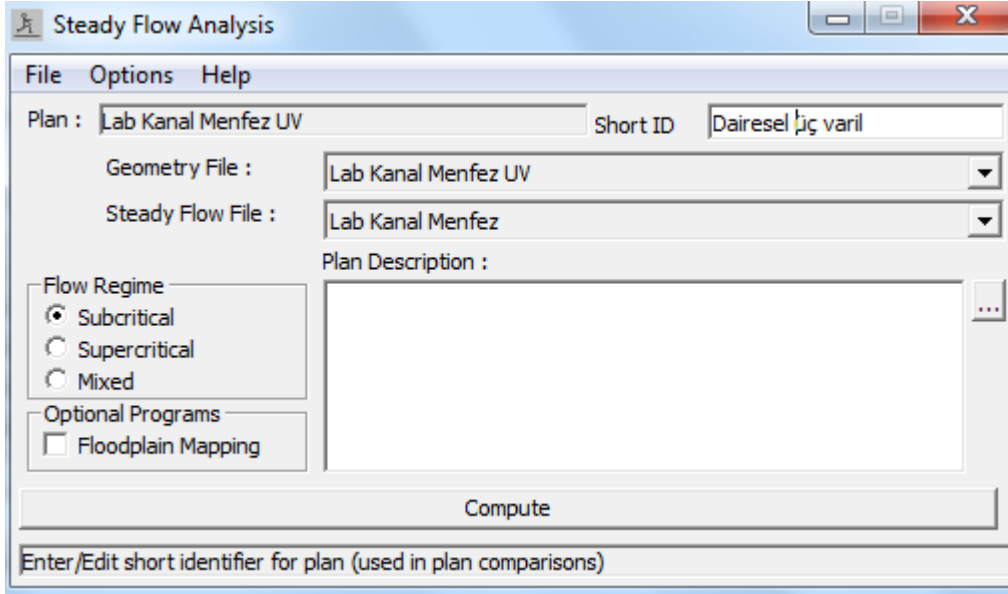 Steady Flow Analysis
File Options Help
Plan : Lab Kanal Menfez UV Short ID Dairesel üç varil
Geometry File : Lab Kanal Menfez UV
Steady Flow File : Lab Kanal Menfez
Plan Description :
Flow Regime
Subcritical
Supercritical
Mixed
Optional Programs
Floodplain Mapping
...
Compute
Enter/Edit short identifier for plan (used in plan comparisons)